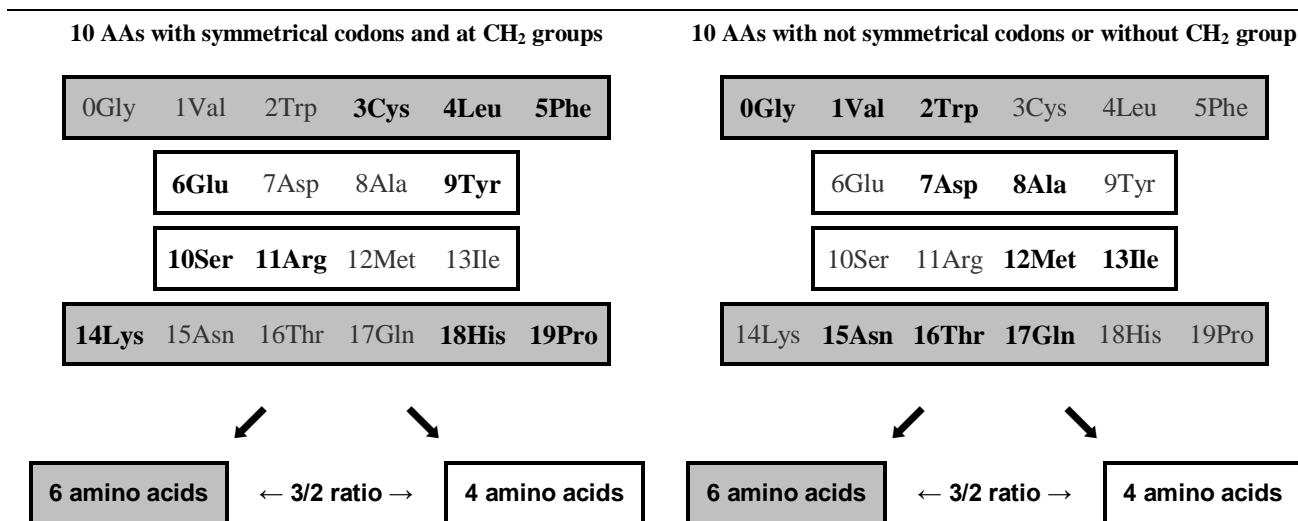 10 AAs with symmetrical codons and at CH₂ groups
0Gly 1Val 2Trp 3Cys 4Leu 5Phe
6Glu 7Asp 8Ala 9Tyr
10Ser 11Arg 12Met 13Ile
14Lys 15Asn 16Thr 17Gln 18His 19Pro
6 amino acids ← 3/2 ratio → 4 amino acids
10 AAs with not symmetrical codons or without CH₂ group
0Gly 1Val 2Trp 3Cys 4Leu 5Phe
6Glu 7Asp 8Ala 9Tyr
10Ser 11Arg 12Met 13Ile
14Lys 15Asn 16Thr 17Gln 18His 19Pro
6 amino acids ← 3/2 ratio → 4 amino acids